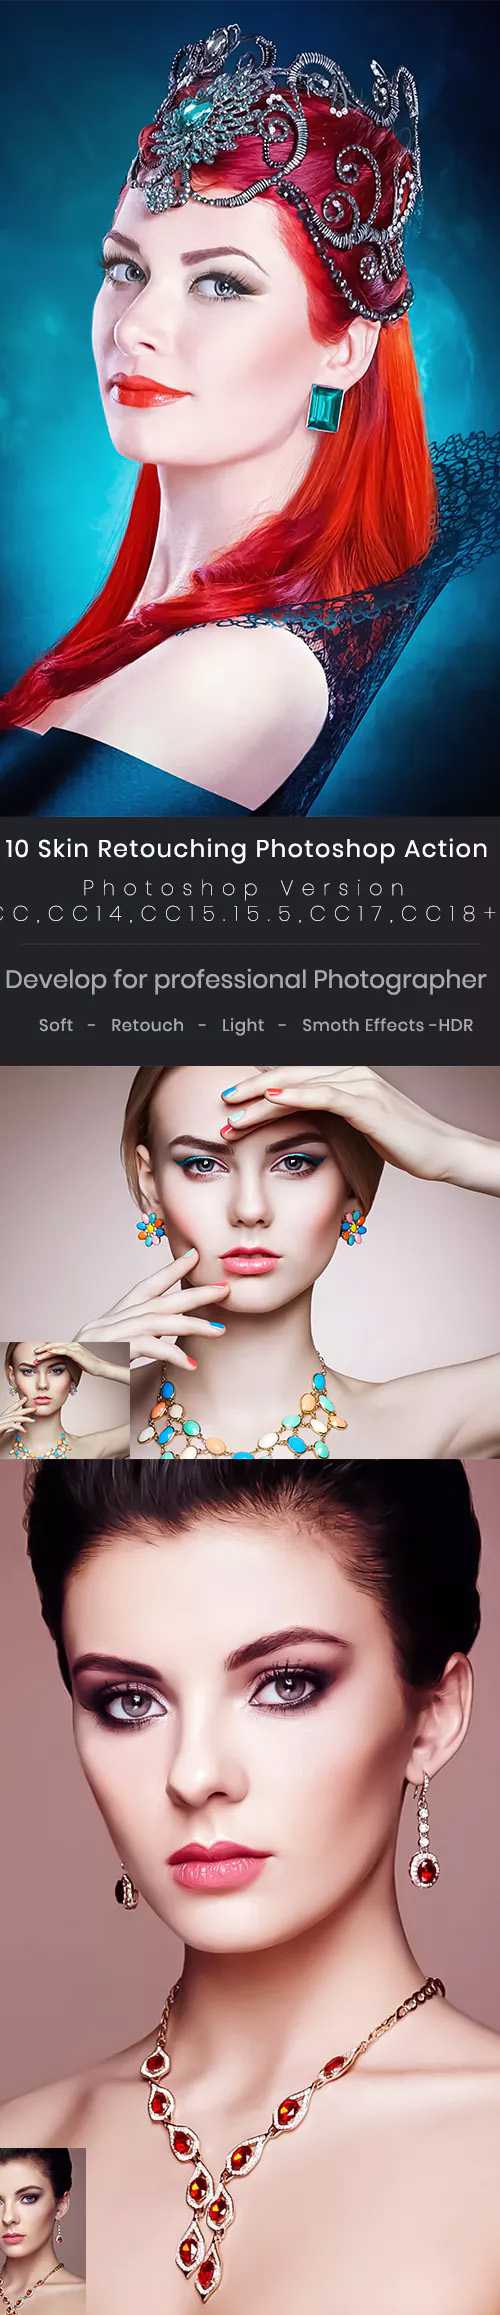 10 Skin Retouching Photoshop Action
Photoshop Version
CC,CC14,CC15.15.5,CC17,CC18+
Develop for professional Photographer
Soft - Retouch - Light - Smoth Effects -HDR